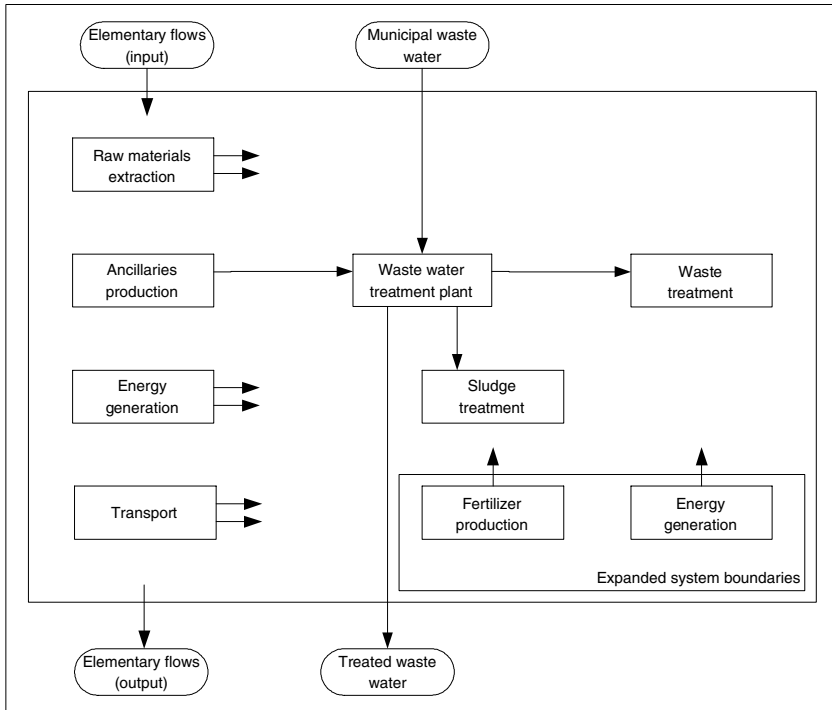 Elementary flows
(input)
Municipal waste
water
Raw materials
extraction
Ancillaries
production
Waste water
treatment plant
Waste
treatment
Energy
generation
Sludge
treatment
Transport
Fertilizer
production
Energy
generation
Expanded system boundaries
Elementary flows
(output)
Treated waste
water